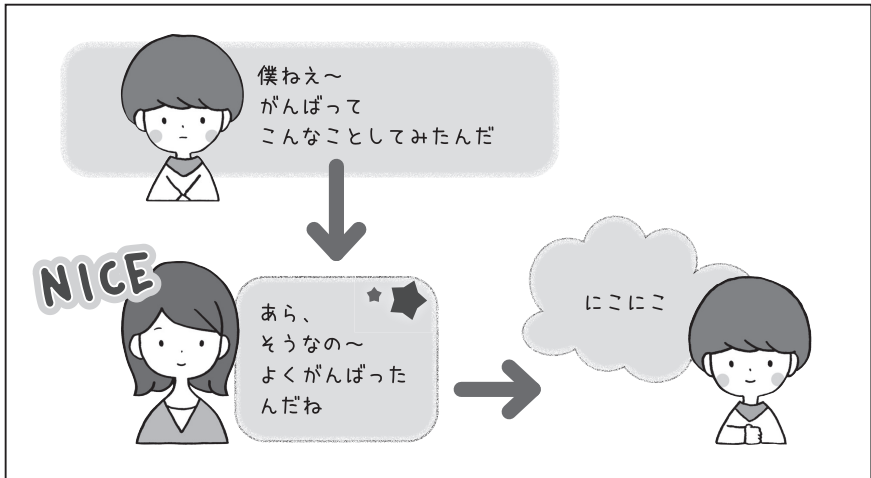 僕ねえ～
がんばって
こんなことしてみたんだ
NICE
あら、
そうなの～
よくがんばった
んだね
にこにこ